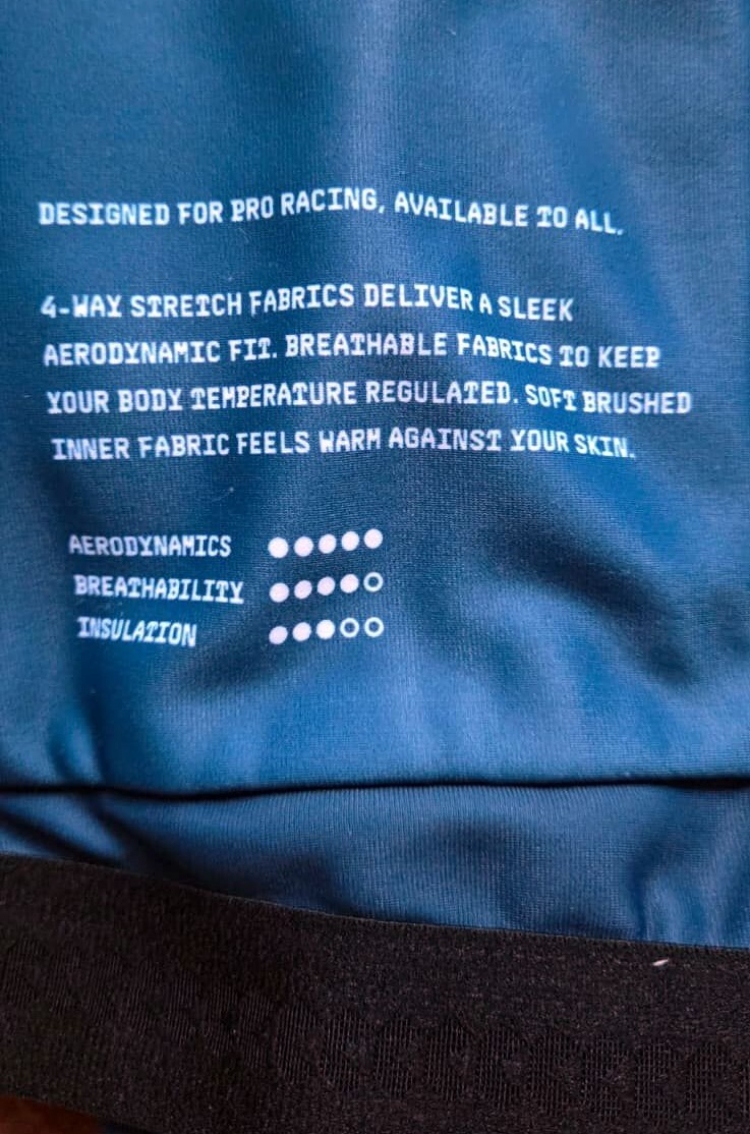 DESIGNED FOR PRO RACING, AVAILABLE TO ALL.
4-WAY STRETCH FABRICS DELIVER A SLEEK
AERODYNAMIC FIT. BREATHABLE FABRICS TO KEEP
YOUR BODY TEMPERATURE REGULATED. SOFT BRUSHED
INNER FABRIC FEELS WARM AGAINST YOUR SKIN.
AERODYNAMICS
BREATHABILITY
INSULATION